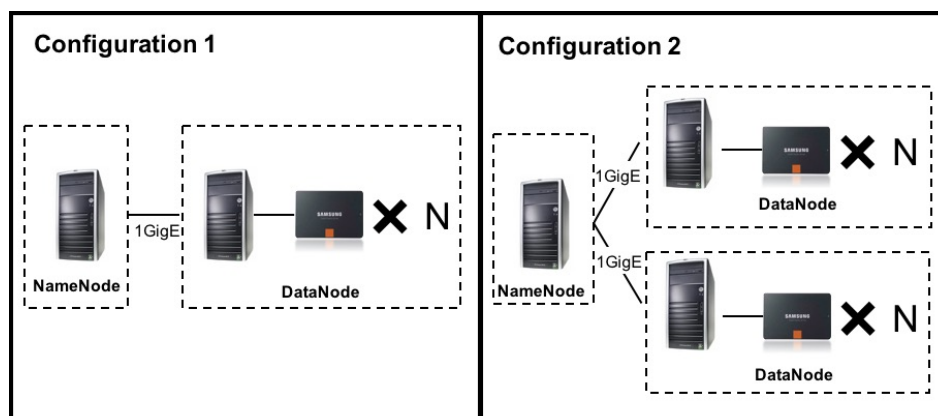 Configuration 1
NameNode
1GigE
SAMSUNG
N
DataNode
Configuration 2
NameNode
1GigE
1GigE
SAMSUNG
N
DataNode
SAMSUNG
N
DataNode